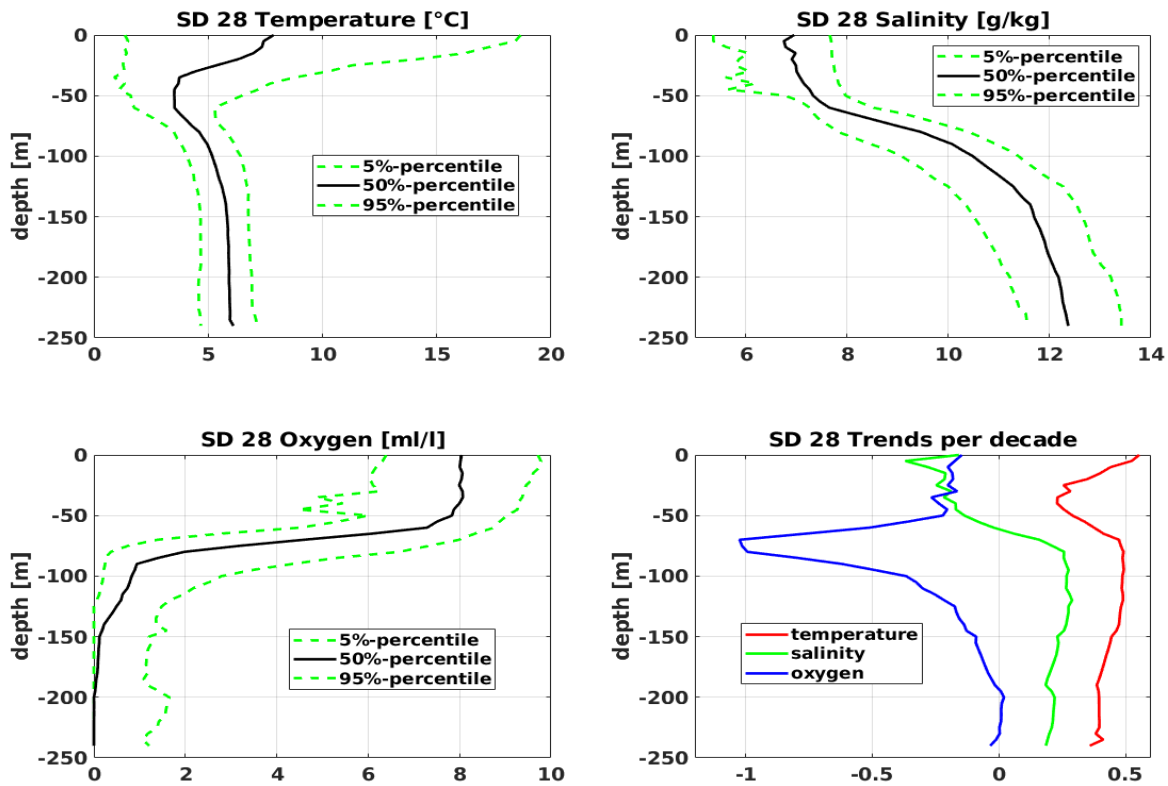 SD 28 Temperature [°C]
0
-50
-100
-150
-200
-250
depth [m]
5%-percentile
50%-percentile
95%-percentile
0 5 10 15 20
SD 28 Salinity [g/kg]
0
-50
-100
-150
-200
-250
depth [m]
5%-percentile
50%-percentile
95%-percentile
6 8 10 12 14
SD 28 Oxygen [ml/l]
0
-50
-100
-150
-200
-250
depth [m]
5%-percentile
50%-percentile
95%-percentile
0 2 4 6 8 10
SD 28 Trends per decade
0
-50
-100
-150
-200
-250
depth [m]
temperature
salinity
oxygen
-1 -0.5 0 0.5